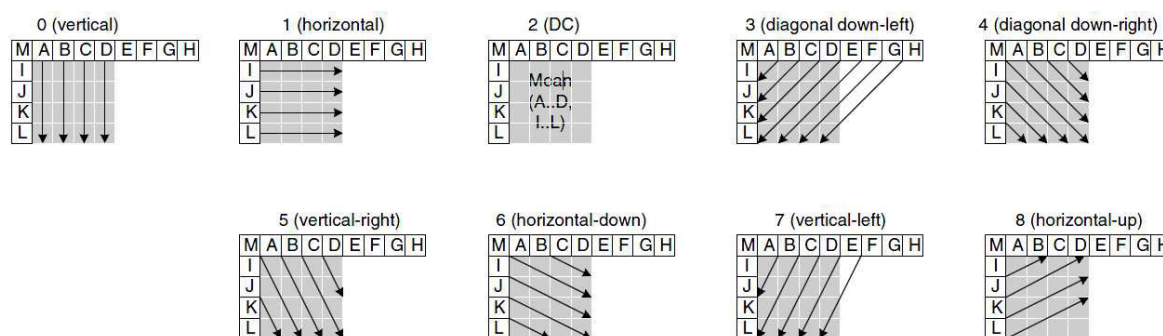 0 (vertical)
M A B C D E F G H
I
J
K
L
1 (horizontal)
M A B C D E F G H
I
J
K
L
2 (DC)
M A B C D E F G H
I
J
K
L
Mean
(A..D,
I..L)
3 (diagonal down-left)
M A B C D E F G H
I
J
K
L
4 (diagonal down-right)
M A B C D E F G H
I
J
K
L
5 (vertical-right)
M A B C D E F G H
I
J
K
L
6 (horizontal-down)
M A B C D E F G H
I
J
K
L
7 (vertical-left)
M A B C D E F G H
I
J
K
L
8 (horizontal-up)
M A B C D E F G H
I
J
K
L